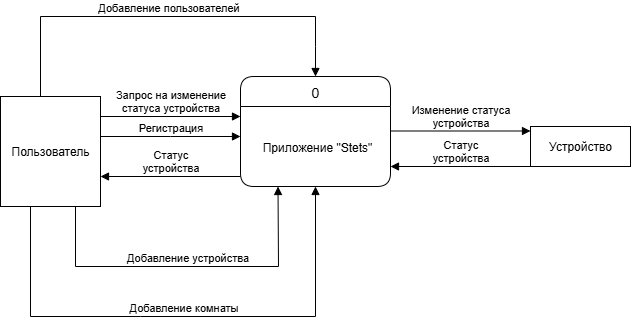 Добавление пользователей
Запрос на изменение
статуса устройства
Регистрация
Статус
устройства
Пользователь
0
Приложение "Stets"
Изменение статуса
устройства
Статус
устройства
Устройство
Добавление устройства
Добавление комнаты